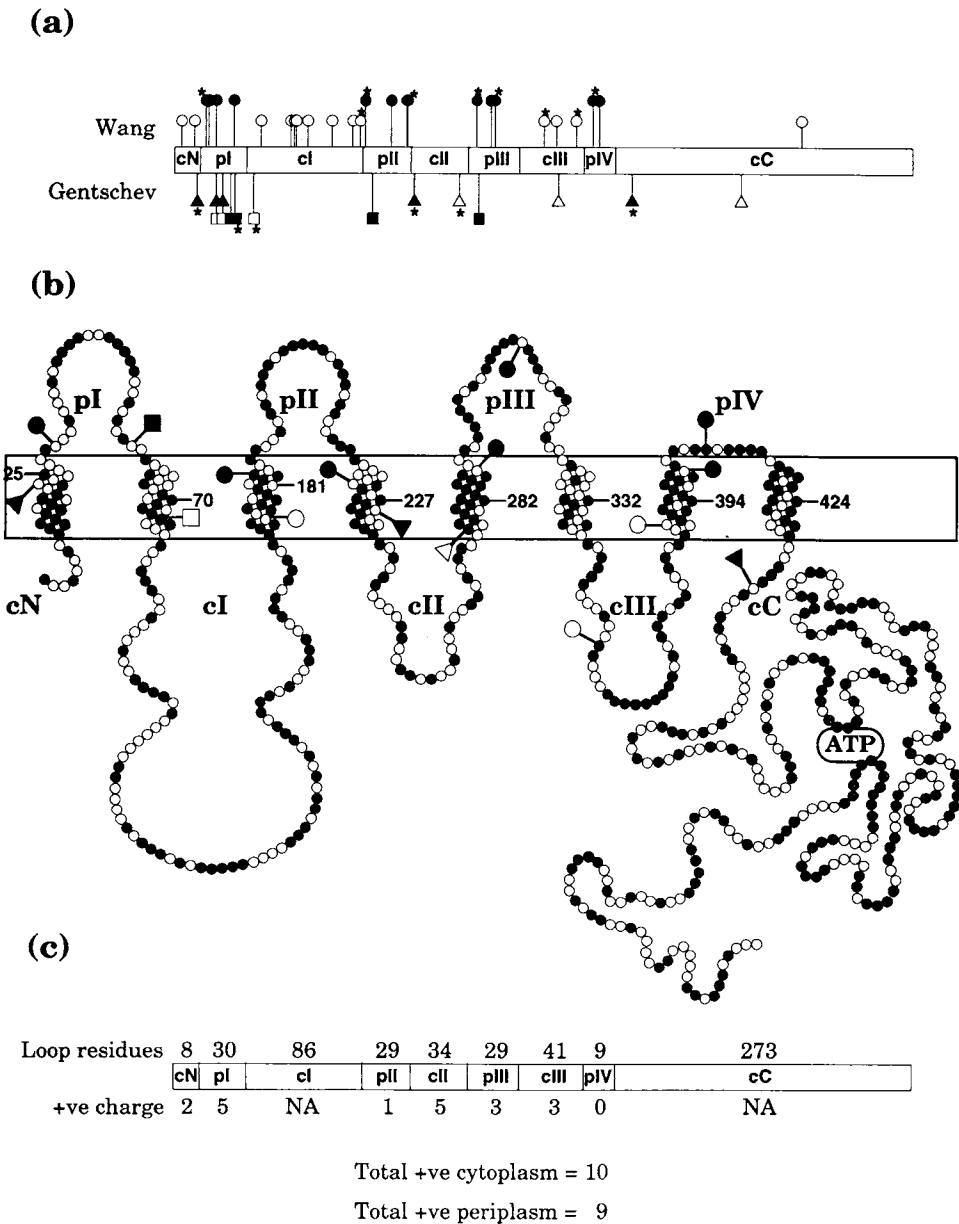 (a)
Wang
cN pI cI pII cII pIII cIII pIV cC
Gentschev
(b)
pI pII pIII pIV
25 70 181 227 282 332 394 424
cN cI cII cIII cC
ATP
(c)
Loop residues 8 30 86 29 34 29 41 9 273
cN pI cI pII cII pIII cIII pIV cC
+ve charge 2 5 NA 1 5 3 3 0 NA
Total +ve cytoplasm = 10
Total +ve periplasm = 9